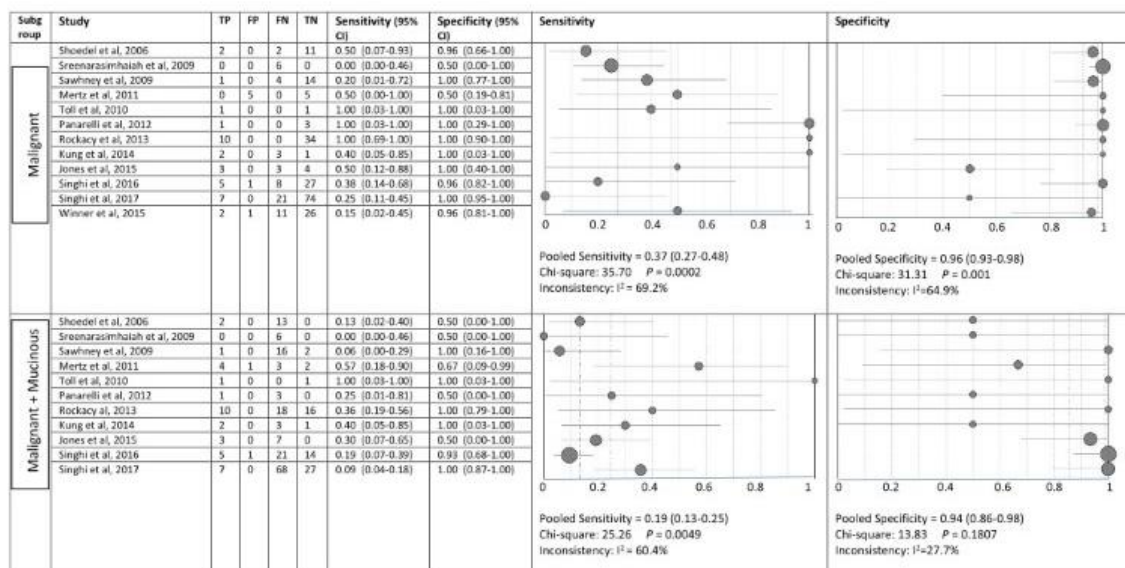 Subg roup Study TP FP FN TN Sensitivity (95% CI) Specificity (95% CI) Sensitivity Specificity
Malignant
Shoedel et al, 2006 2 0 2 11 0.50 (0.07-0.93) 0.96 (0.66-1.00)
Sreenarasimhaiah et al, 2009 0 0 6 0 0.00 (0.00-0.46) 0.50 (0.00-1.00)
Sawhney et al, 2009 1 0 4 14 0.20 (0.01-0.72) 1.00 (0.77-1.00)
Mertz et al, 2011 0 5 0 5 0.50 (0.00-1.00) 0.50 (0.19-0.81)
Toll et al, 2010 1 0 0 1 1.00 (0.03-1.00) 1.00 (0.03-1.00)
Panarelli et al, 2012 1 0 0 3 1.00 (0.03-1.00) 1.00 (0.29-1.00)
Rockacy et al, 2013 10 0 0 34 1.00 (0.69-1.00) 1.00 (0.90-1.00)
Kung et al, 2014 2 0 3 1 0.40 (0.05-0.85) 1.00 (0.03-1.00)
Jones et al, 2015 3 0 3 4 0.50 (0.12-0.88) 1.00 (0.40-1.00)
Singhi et al, 2016 5 1 8 27 0.38 (0.14-0.68) 0.96 (0.82-1.00)
Singhi et al, 2017 7 0 21 74 0.25 (0.11-0.45) 1.00 (0.95-1.00)
Winner et al, 2015 2 1 11 26 0.15 (0.02-0.45) 0.96 (0.81-1.00)
0 0.2 0.4 0.6 0.8 1
0 0.2 0.4 0.6 0.8 1
Pooled Sensitivity = 0.37 (0.27-0.48)
Chi-square: 35.70 P = 0.0002
Inconsistency: I² = 69.2%
Pooled Specificity = 0.96 (0.93-0.98)
Chi-square: 31.31 P = 0.001
Inconsistency: I²=64.9%
Malignant + Mucinous
Shoedel et al, 2006 2 0 13 0 0.13 (0.02-0.40) 0.50 (0.00-1.00)
Sreenarasimhaiah et al, 2009 0 0 6 0 0.00 (0.00-0.46) 0.50 (0.00-1.00)
Sawhney et al, 2009 1 0 16 2 0.06 (0.00-0.29) 1.00 (0.16-1.00)
Mertz et al, 2011 4 1 3 2 0.57 (0.18-0.90) 0.67 (0.09-0.99)
Toll et al, 2010 1 0 0 1 1.00 (0.03-1.00) 1.00 (0.03-1.00)
Panarelli et al, 2012 1 0 3 0 0.25 (0.01-0.81) 0.50 (0.00-1.00)
Rockacy al, 2013 10 0 18 16 0.36 (0.19-0.56) 1.00 (0.79-1.00)
Kung et al, 2014 2 0 3 1 0.40 (0.05-0.85) 1.00 (0.03-1.00)
Jones et al, 2015 3 0 7 0 0.30 (0.07-0.65) 0.50 (0.00-1.00)
Singhi et al, 2016 5 1 21 14 0.19 (0.07-0.39) 0.93 (0.68-1.00)
Singhi et al, 2017 7 0 68 27 0.09 (0.04-0.18) 1.00 (0.87-1.00)
0 0.2 0.4 0.6 0.8 1
0 0.2 0.4 0.6 0.8 1
Pooled Sensitivity = 0.19 (0.13-0.25)
Chi-square: 25.26 P = 0.0049
Inconsistency: I² = 60.4%
Pooled Specificity = 0.94 (0.86-0.98)
Chi-square: 13.83 P = 0.1807
Inconsistency: I²=27.7%